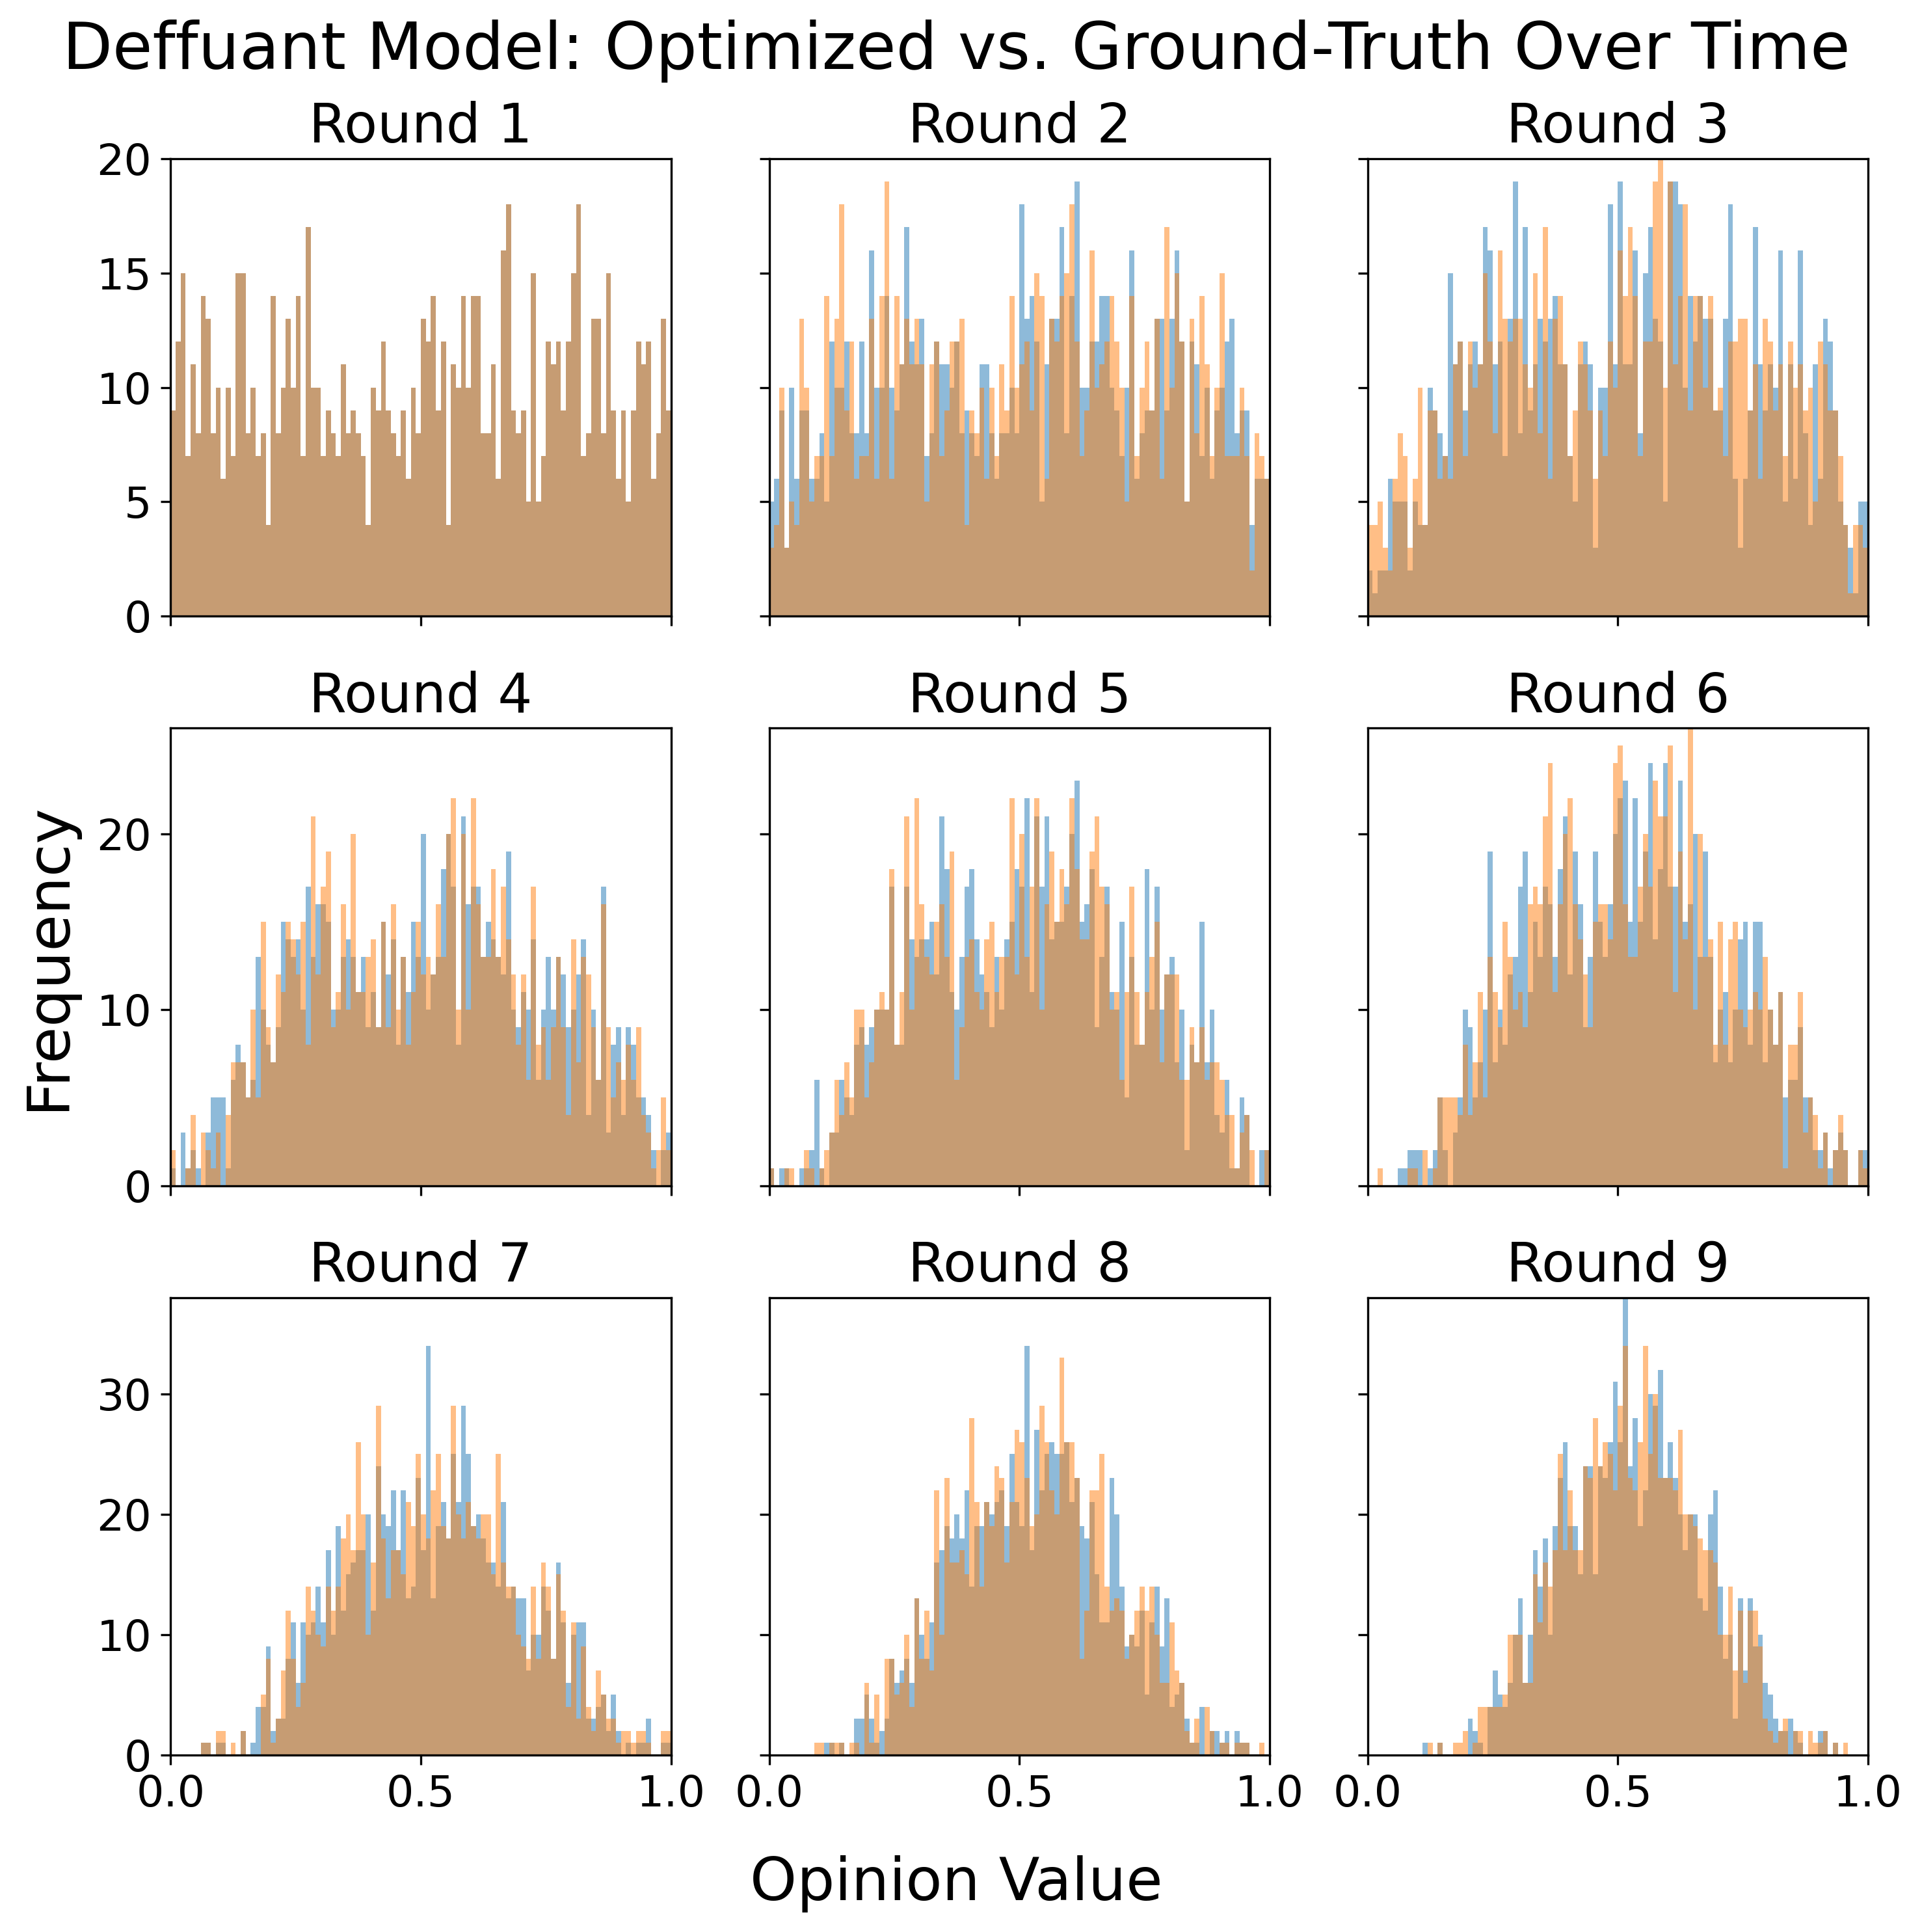 Deffuant Model: Optimized vs. Ground-Truth Over Time
Round 1
Round 2
Round 3
20
15
10
5
0
Round 4
Round 5
Round 6
20
10
0
Frequency
Round 7
Round 8
Round 9
30
20
10
0
0.0 0.5 1.0 0.0 0.5 1.0 0.0 0.5 1.0
Opinion Value